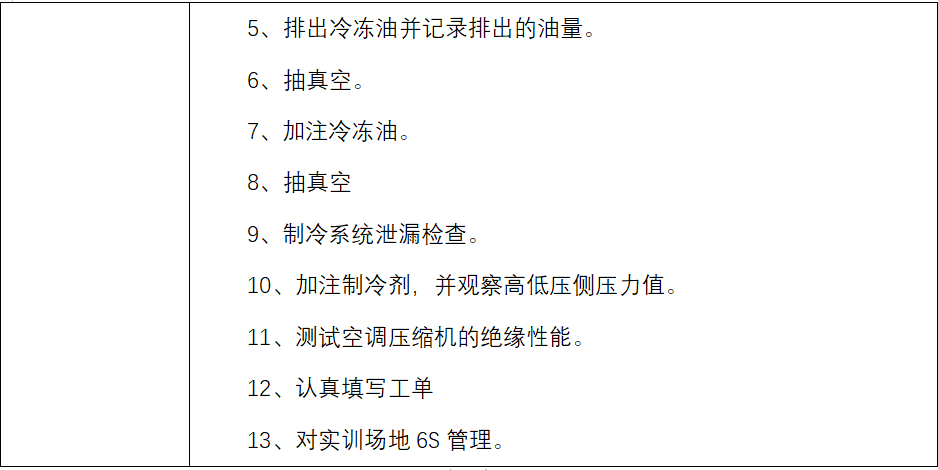 5、排出冷冻油并记录排出的油量。
6、抽真空。
7、加注冷冻油。
8、抽真空
9、制冷系统泄漏检查。
10、加注制冷剂，并观察高低压侧压力值。
11、测试空调压缩机的绝缘性能。
12、认真填写工单
13、对实训场地 6S 管理。